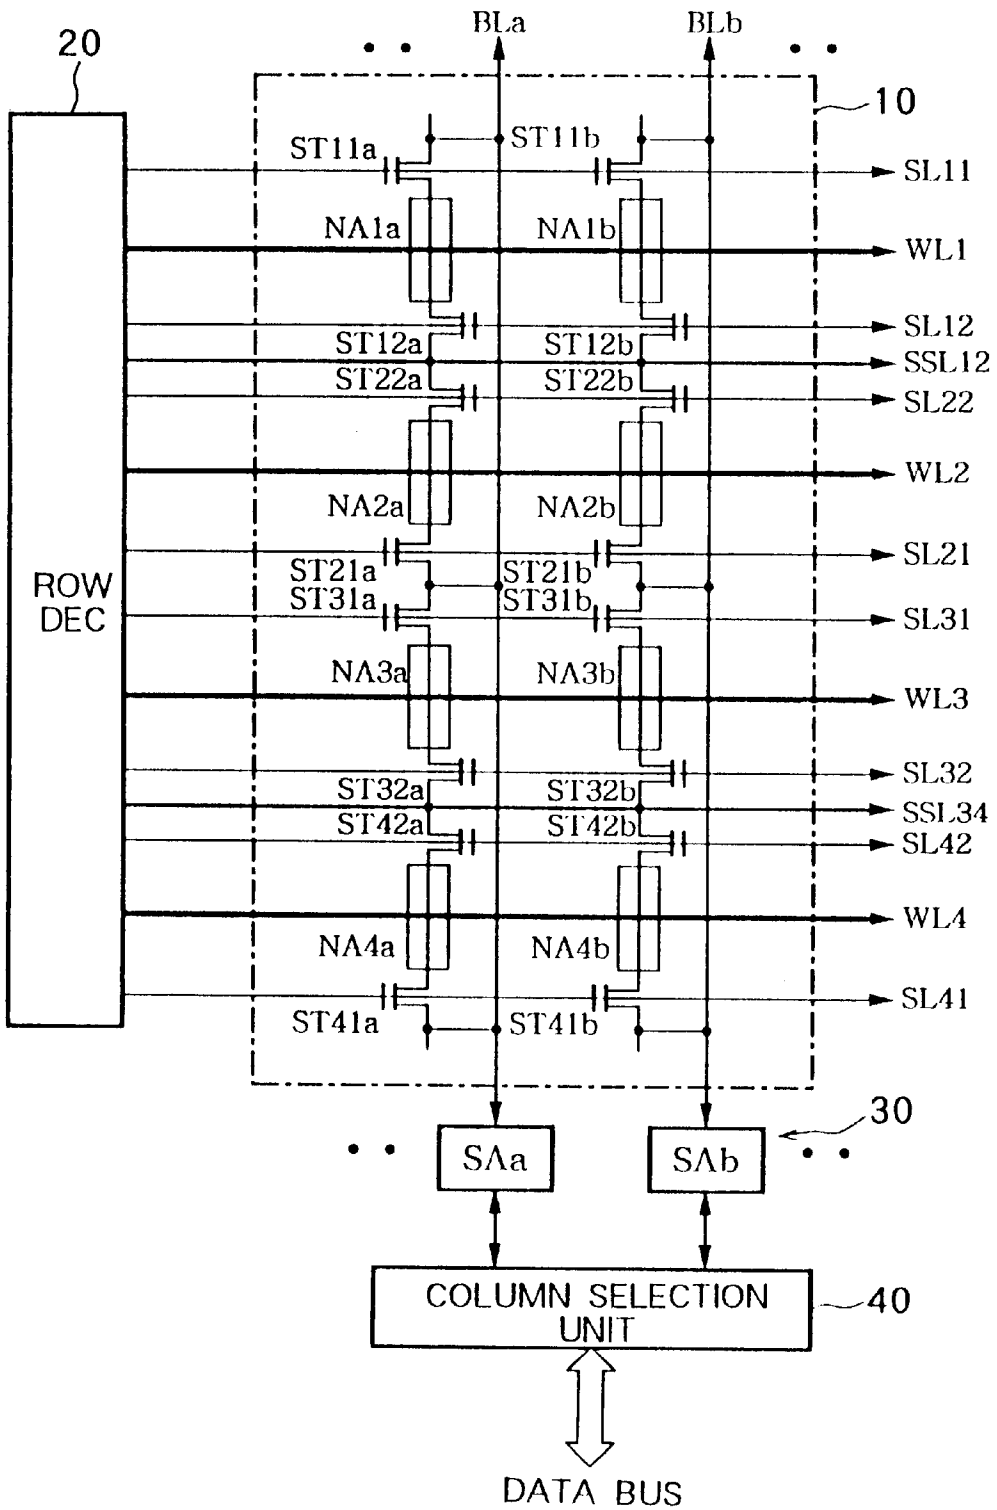 BLa BLb
20
10
ST11a ST11b SL11
NA1a NA1b WL1
SL12
ST12a ST12b SSL12
ST22a ST22b SL22
WL2
NA2a NA2b
SL21
ST21a ST21b
ROW
DEC
ST31a ST31b SL31
NA3a NA3b WL3
SL32
ST32a ST32b SSL34
ST42a ST42b SL42
WL4
NA4a NA4b
SL41
ST41a ST41b
30
SAa SAb
COLUMN SELECTION
UNIT
40
DATA BUS